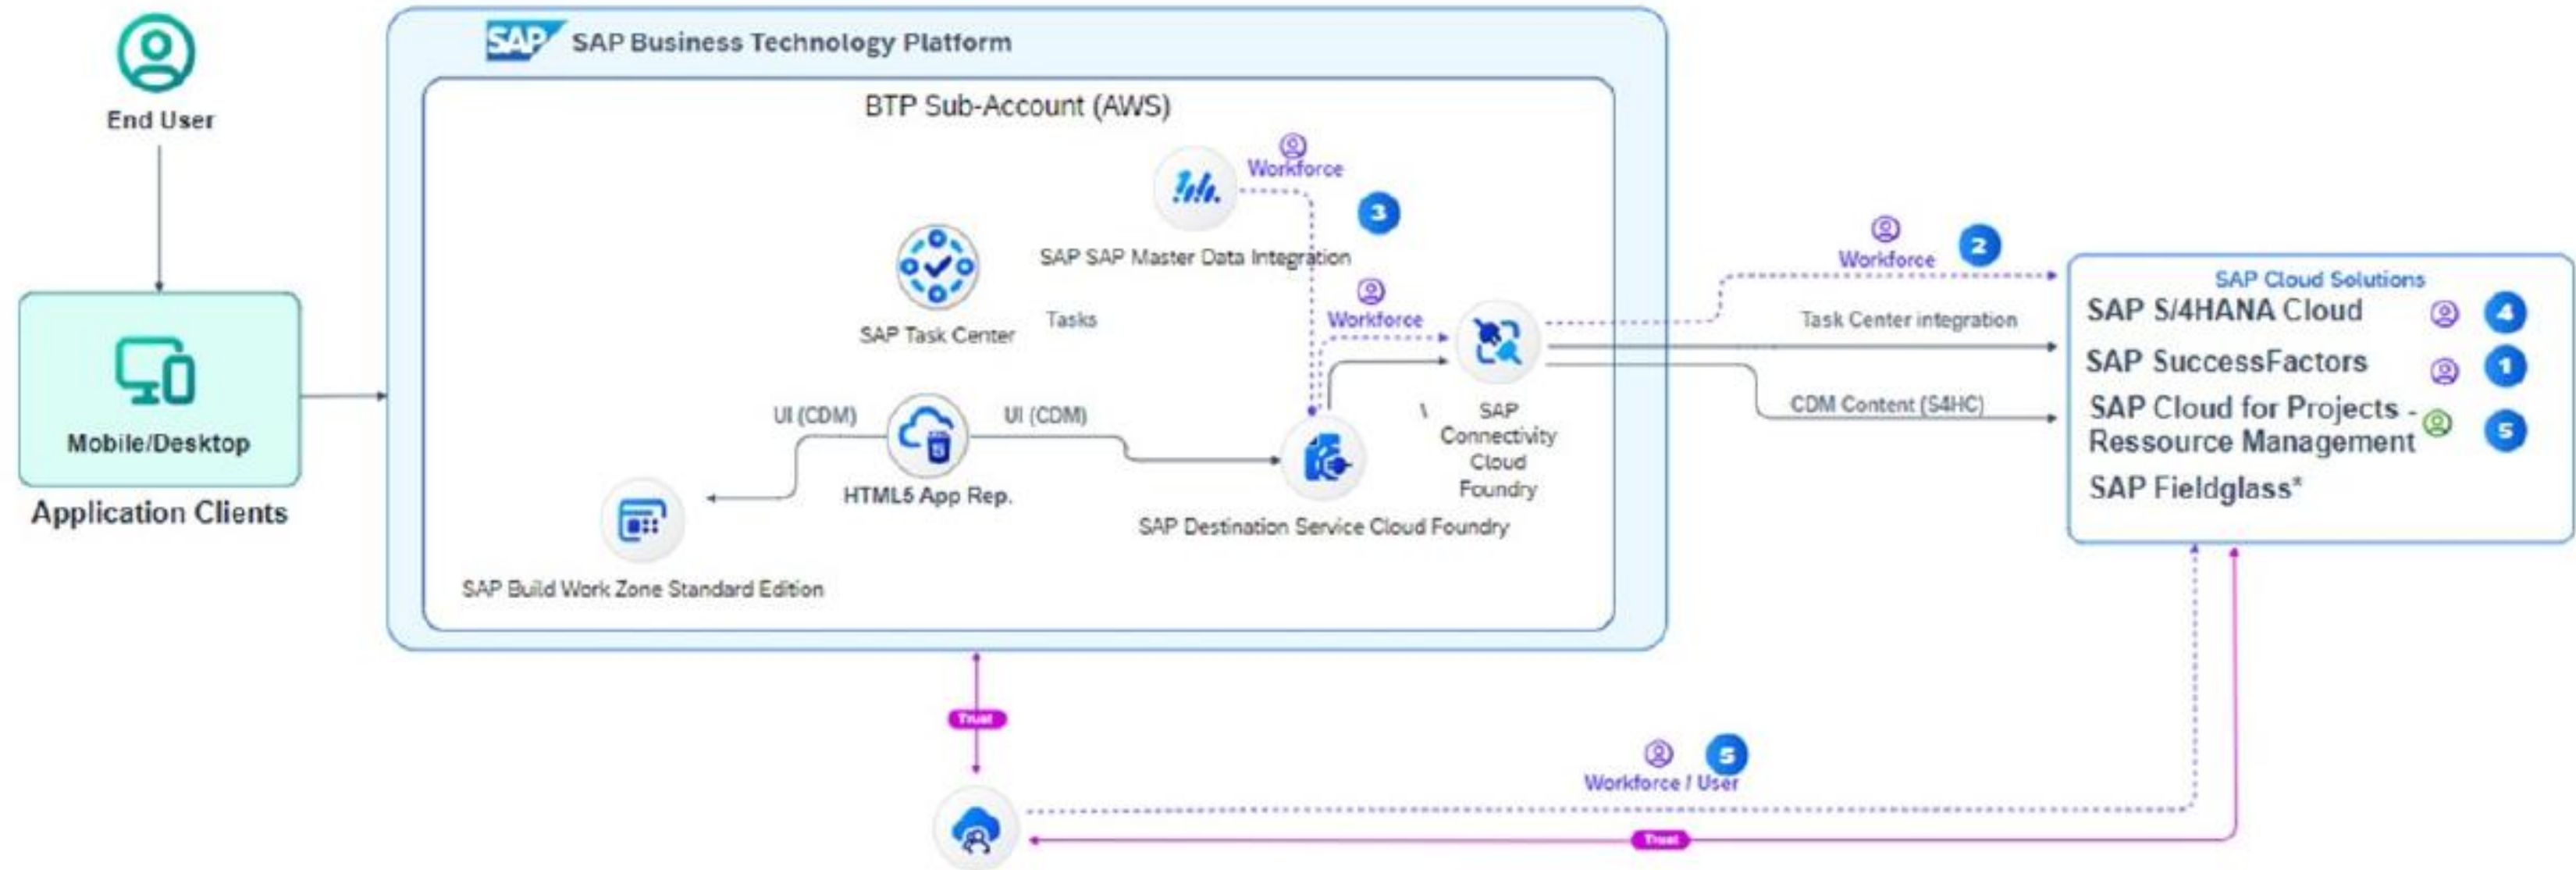 End User
Mobile/Desktop
Application Clients
SAP
SAP Business Technology Platform
BTP Sub-Account (AWS)
Workforce
3
SAP SAP Master Data Integration
SAP Task Center
Tasks
Workforce
UI (CDM)
UI (CDM)
HTML5 App Rep.
SAP Build Work Zone Standard Edition
SAP Destination Service Cloud Foundry
\
SAP
Connectivity
Cloud
Foundry
Workforce
2
Task Center integration
CDM Content (S4HC)
SAP Cloud Solutions
SAP S/4HANA Cloud
4
SAP SuccessFactors
1
SAP Cloud for Projects -
Ressource Management
5
SAP Fieldglass*
Trust
5
Workforce / User
Trust